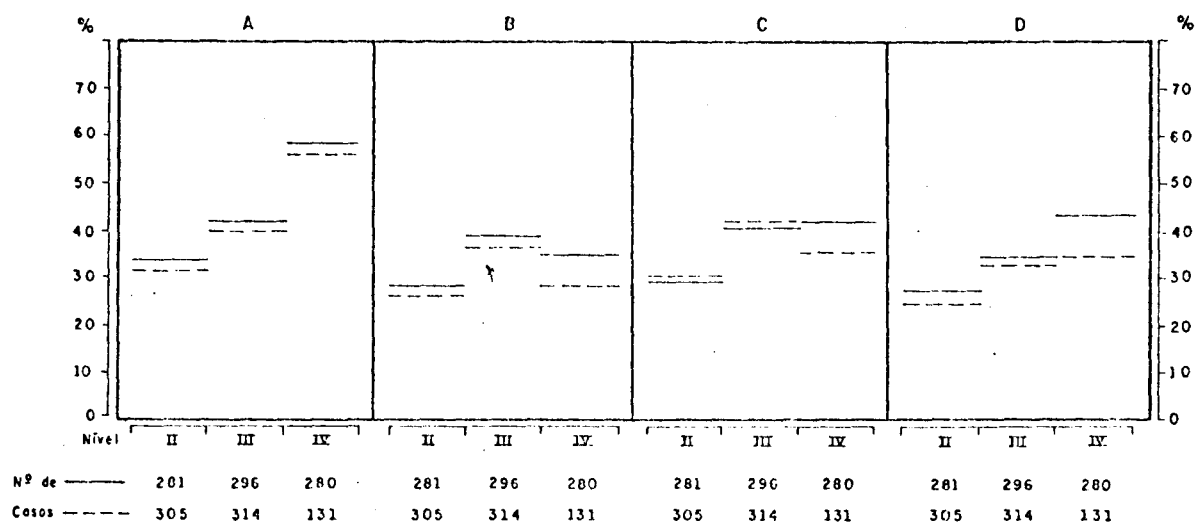 % A B C D %
70 70
60 60
50 50
40 40
30 30
20 20
10 10
0 0
Nível II III IV II III IV II III IV II III IV
Nº de 281 296 280 281 296 280 281 296 280 281 296 280
Casos 305 314 131 305 314 131 305 314 131 305 314 131